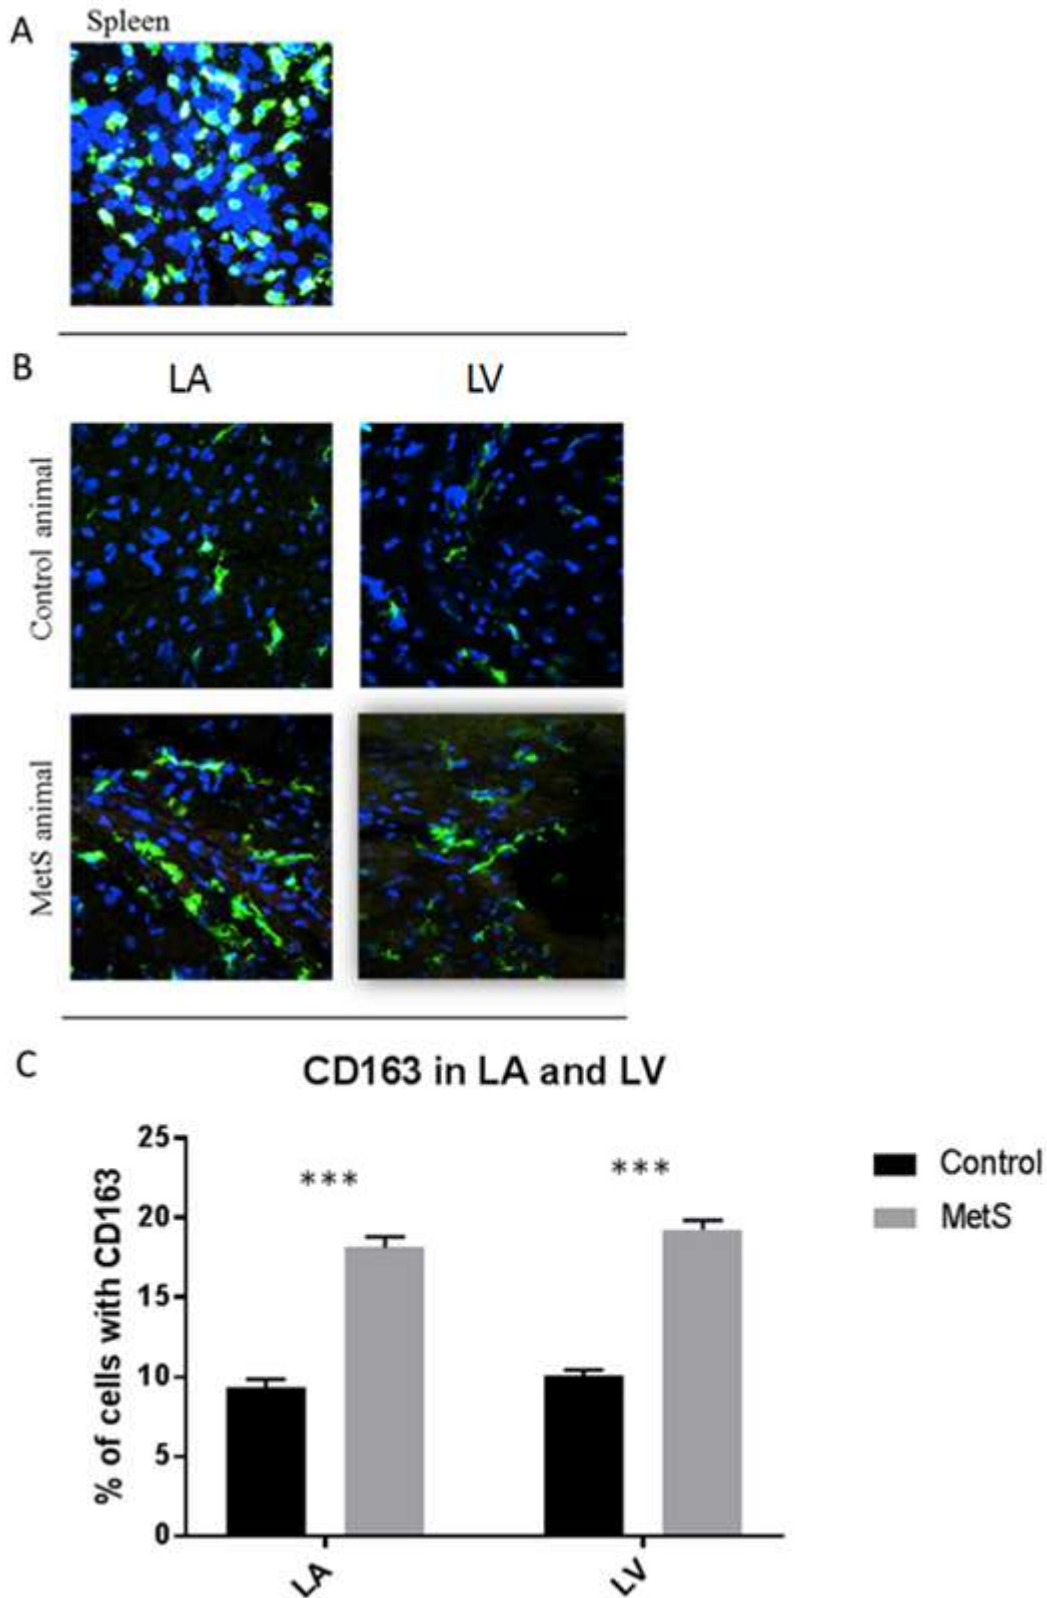 A
Spleen
B
LA
LV
Control animal
MetS animal
C
CD163 in LA and LV
% of cells with CD163
25
20
15
10
5
0
***
***
LA
LV
Control
MetS